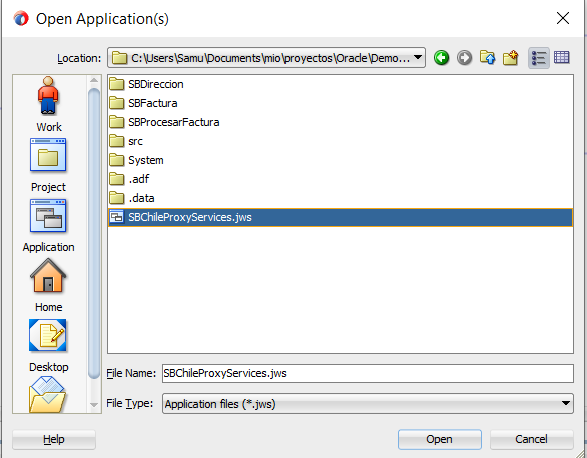 Open Application(s)
Location: C:\Users\Samu\Documents\mio\proyectos\Oracle\Demo...
Work
Project
Application
Home
Desktop
SBDireccion
SBFactura
SBProcesarFactura
src
System
.adf
.data
SBChileProxyServices.jws
File Name: SBChileProxyServices.jws
File Type: Application files (*.jws)
Help
Open
Cancel